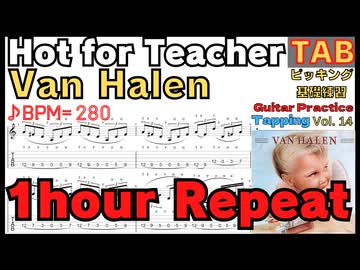 Hot for Teacher TAB
Van Halen
ピッキング
基礎練習
♪BPM=280
Guitar Practice
Tapping Vol. 14
VAN HALEN
1hour Repeat